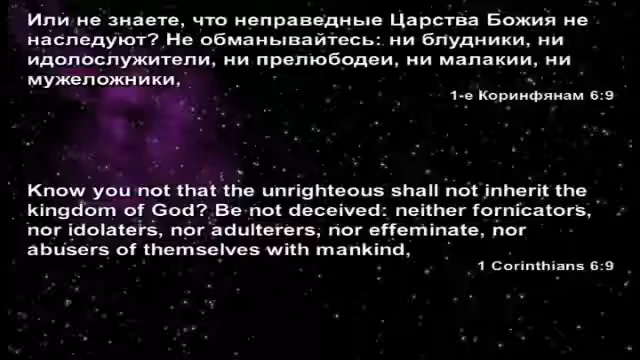 Или не знаете, что неправедные Царства Божия не
наследуют? Не обманывайтесь: ни блудники, ни
идолослужители, ни прелюбодеи, ни малакии, ни
мужеложники,
1-е Коринфянам 6:9
Know you not that the unrighteous shall not inherit the
kingdom of God? Be not deceived: neither fornicators,
nor idolaters, nor adulterers, nor effeminate, nor
abusers of themselves with mankind,
1 Corinthians 6:9